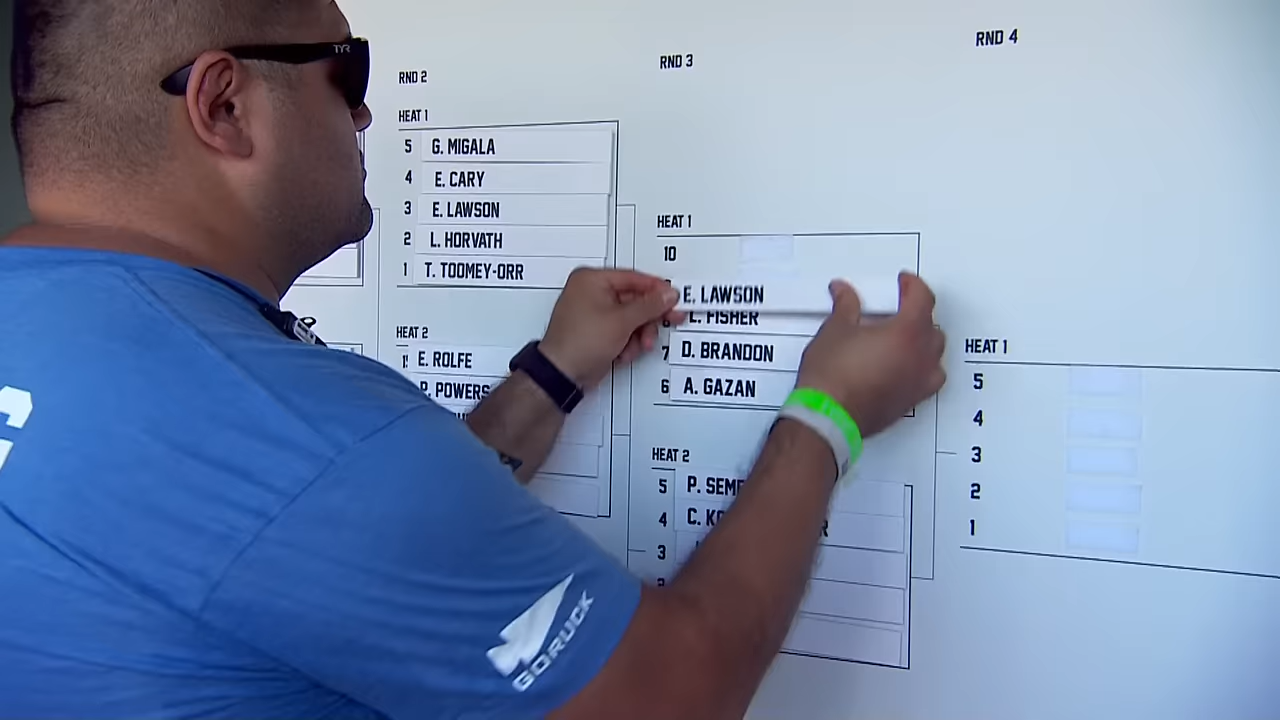 TYR
RND 2
HEAT 1
5 G. MIGALA
4 E. CARY
3 E. LAWSON
2 L. HORVATH
1 T. TOOMEY-ORR
HEAT 2
E. ROLFE
P. POWERS
RND 3
HEAT 1
10
E. LAWSON
L. FISHER
7 D. BRANDON
6 A. GAZAN
HEAT 2
5
4
3
2
RND 4
HEAT 1
5
4
3
2
1
GORUCK